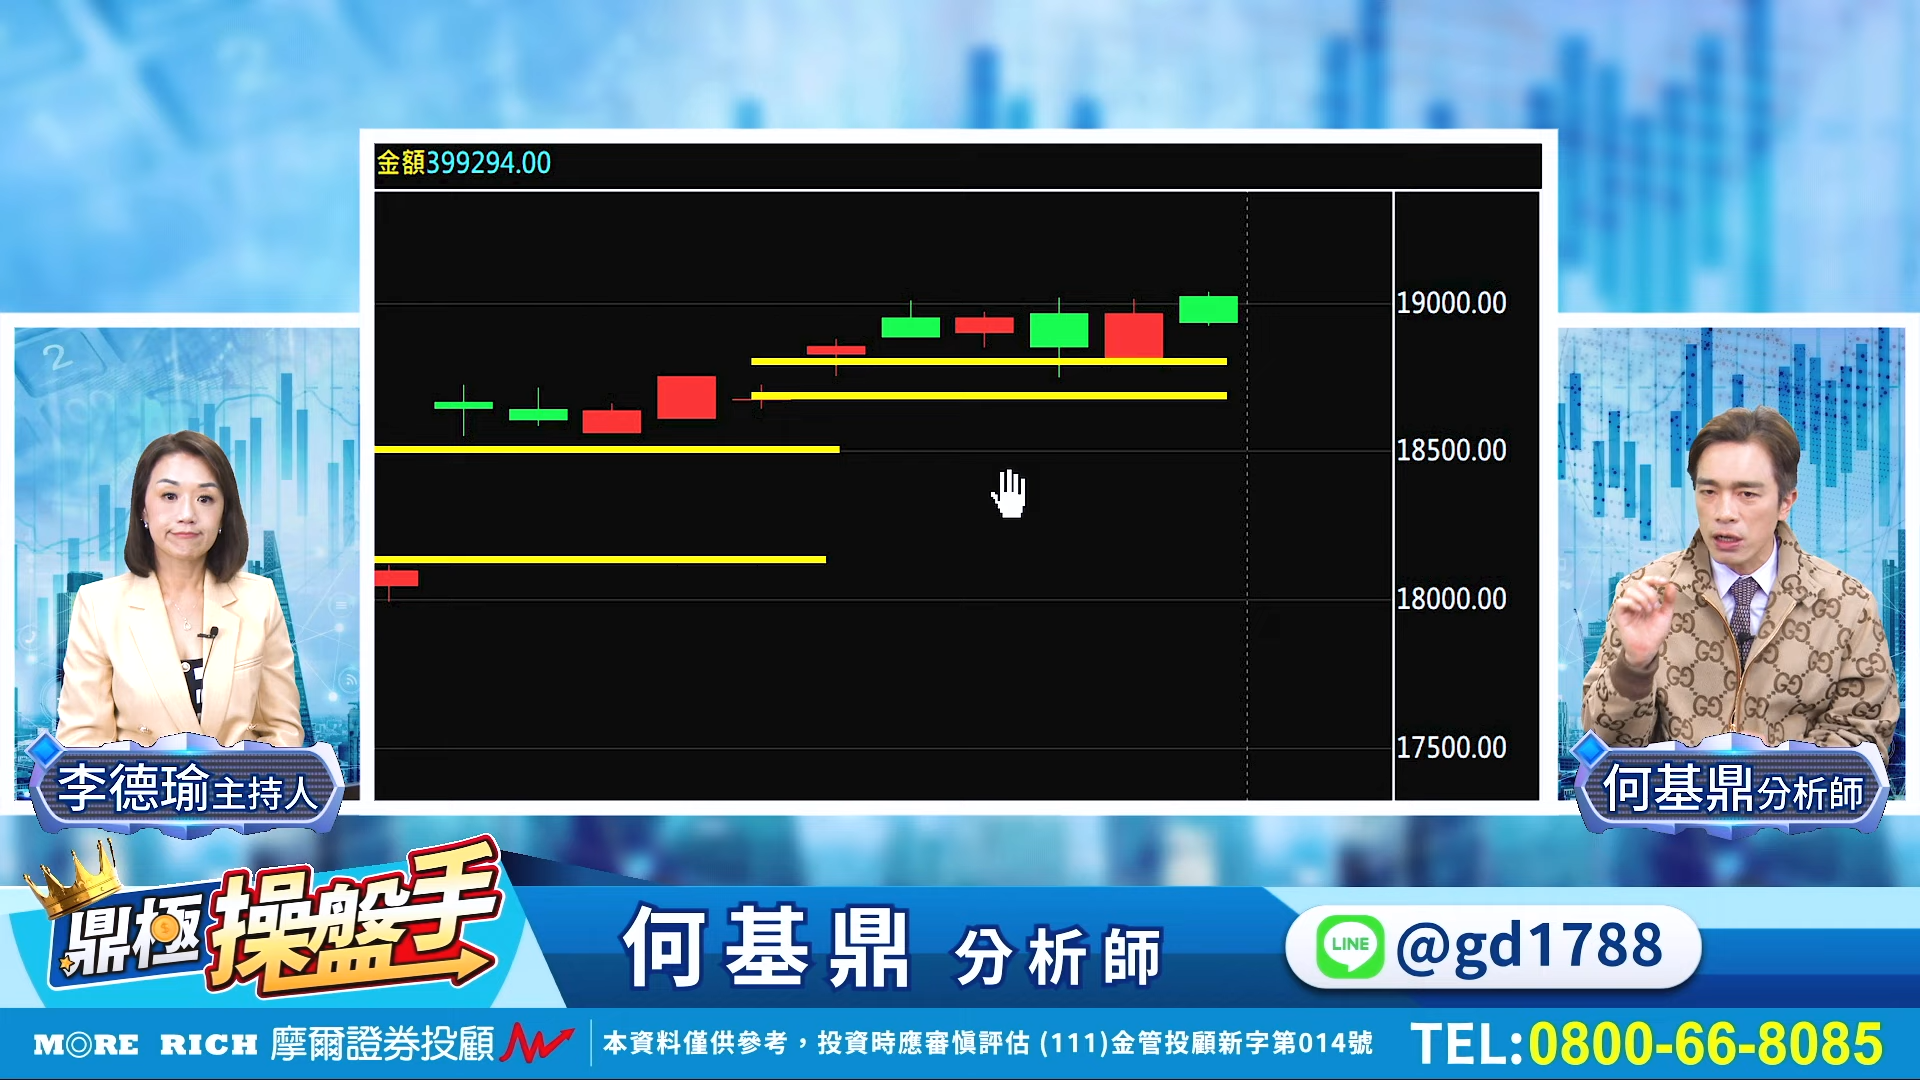 金額399294.00
19000.00
18500.00
18000.00
17500.00
李德瑜主持人
何基鼎分析師
鼎極操盤手
何基鼎 分析師
LINE @gd1788
MORE RICH 摩爾證券投顧
本資料僅供參考，投資時應審慎評估 (111)金管投顧新字第014號
TEL:0800-66-8085